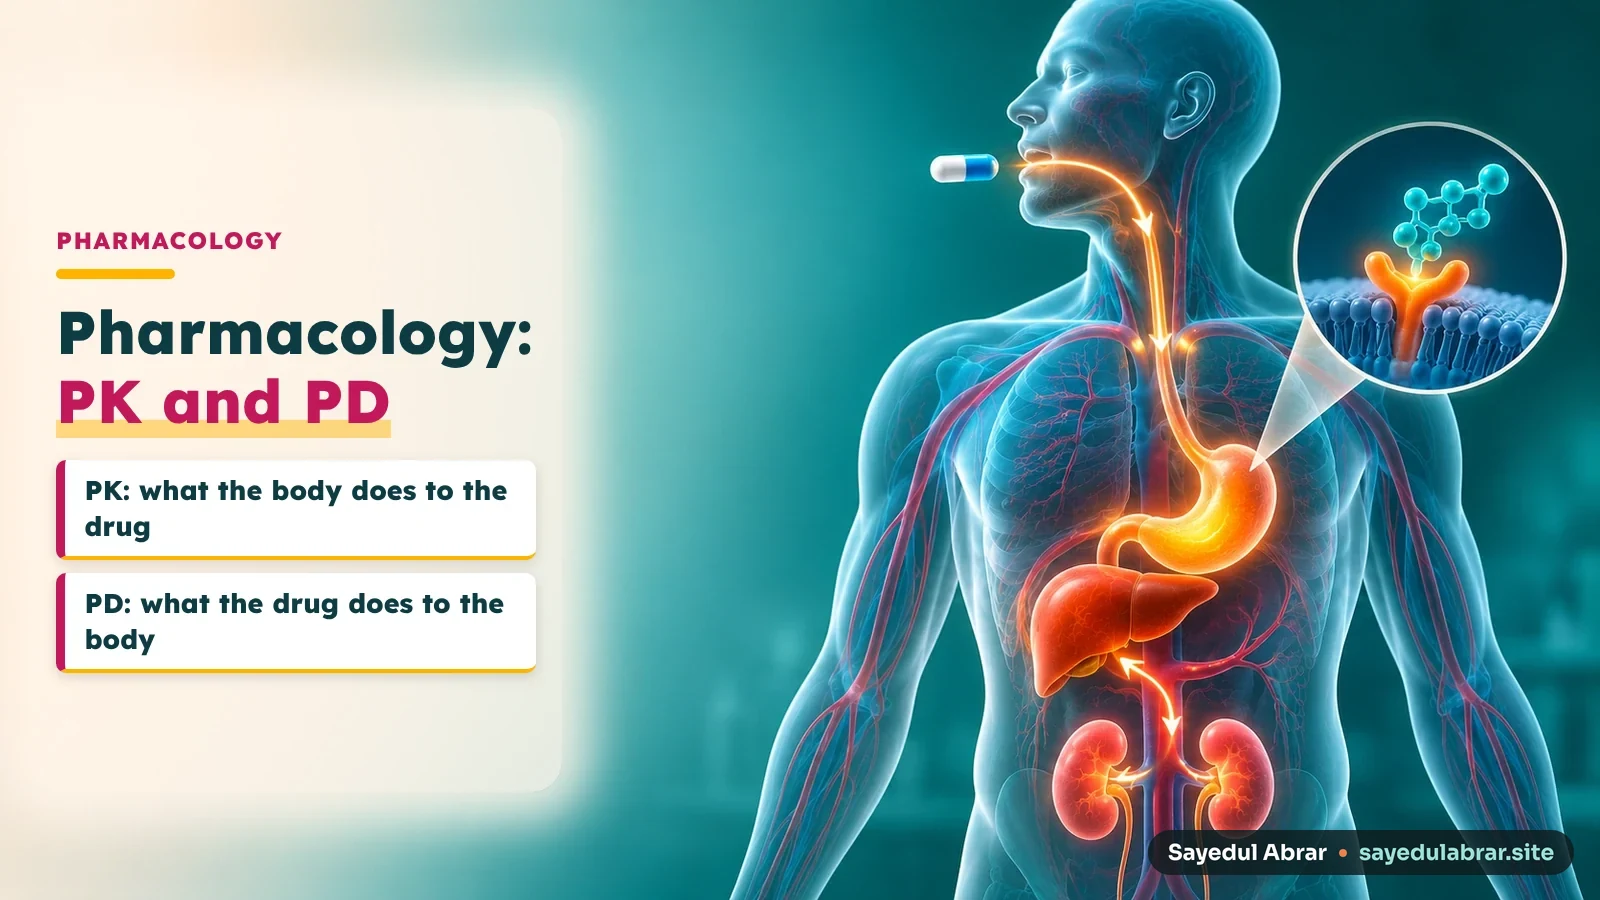 PHARMACOLOGY
Pharmacology:
PK and PD
PK: what the body does to the
drug
PD: what the drug does to the
body
Sayedul Abrar • sayedulabrar.site